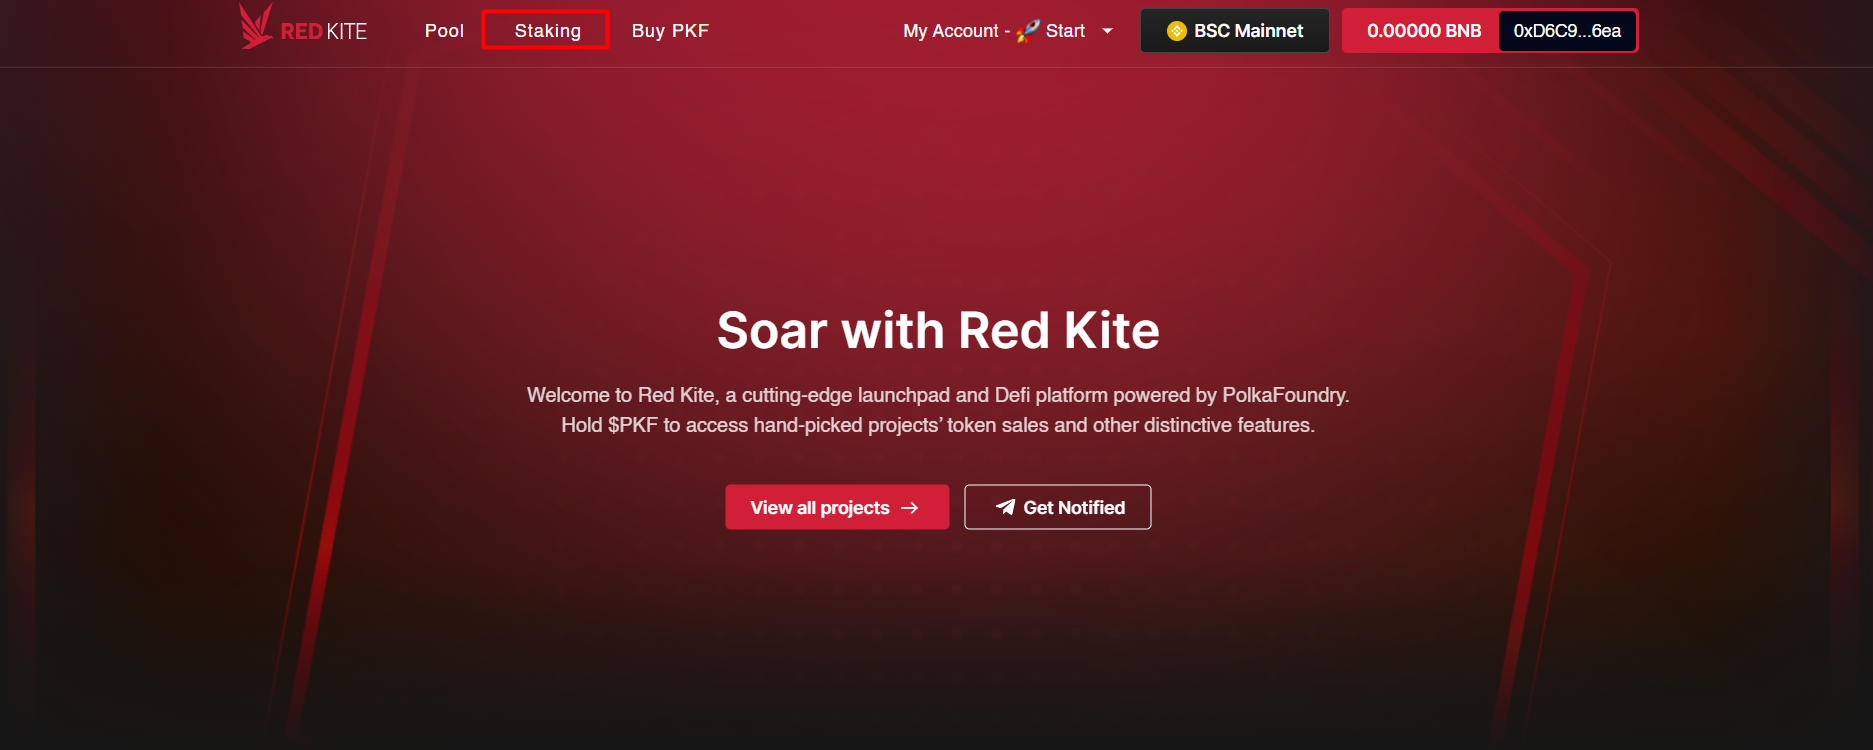 RED KITE
Pool
Staking
Buy PKF
My Account - 🚀 Start
BSC Mainnet
0.00000 BNB
0xD6C9...6ea
Soar with Red Kite
Welcome to Red Kite, a cutting-edge launchpad and Defi platform powered by PolkaFoundry.
Hold $PKF to access hand-picked projects’ token sales and other distinctive features.
View all projects →
Get Notified